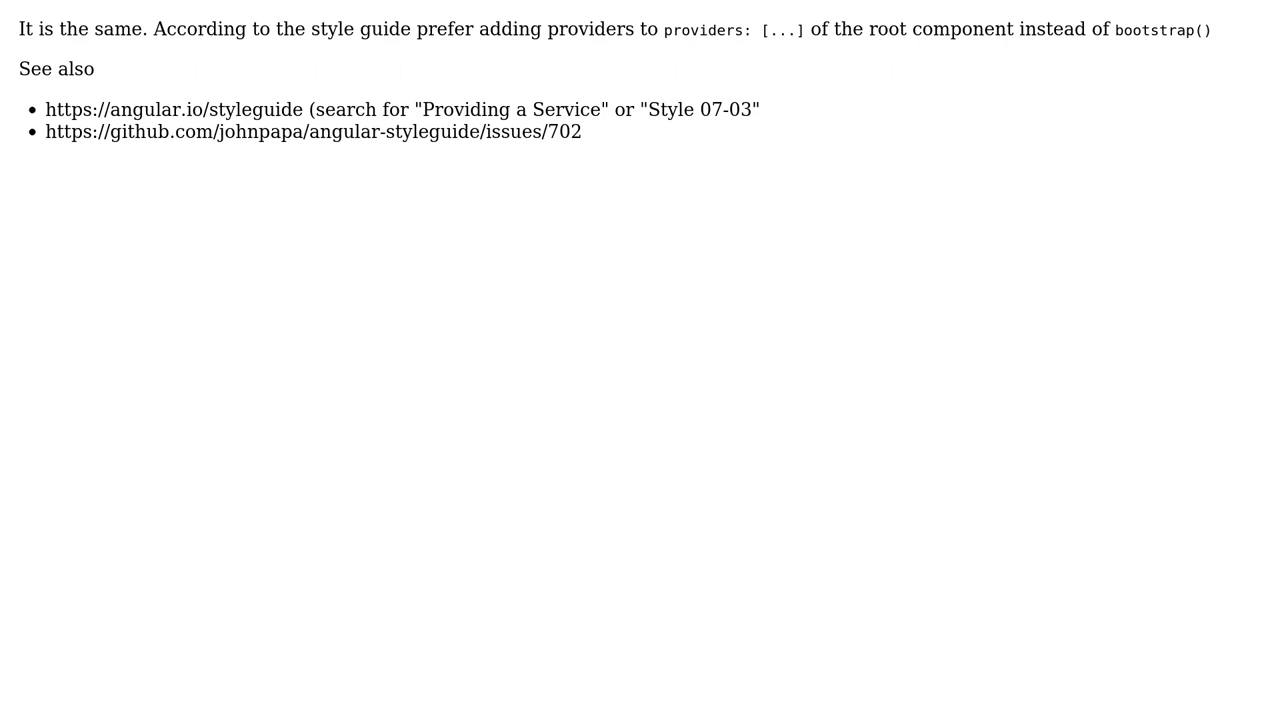 It is the same. According to the style guide prefer adding providers to providers: [...] of the root component instead of bootstrap()
See also
• https://angular.io/styleguide (search for "Providing a Service" or "Style 07-03"
• https://github.com/johnpapa/angular-styleguide/issues/702